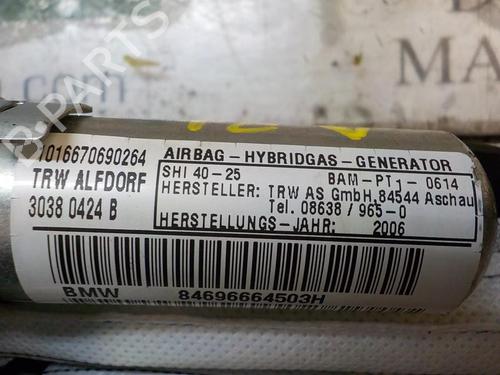 1016670690264
TRW ALFDORF
3038 0424 B
AIRBAG-HYBRIDGAS-GENERATOR
SHI 40-25 BAM-PT1-0614
HERSTELLER: TRW AS GmbH, 84544 Aschau
Tel. 08638/965-0
HERSTELLUNGS-JAHR: 2006
BMW 84696664503H
B-PARTS
MA